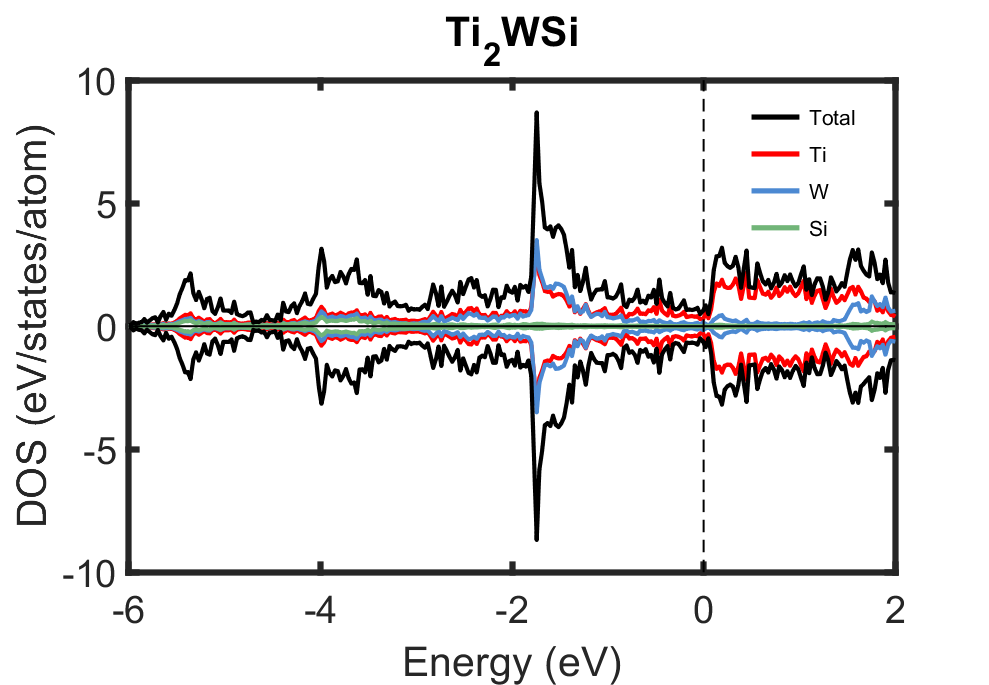 Ti2WSi
10
5
0
-5
-10
DOS (eV/states/atom)
Total
Ti
W
Si
-6 -4 -2 0 2
Energy (eV)